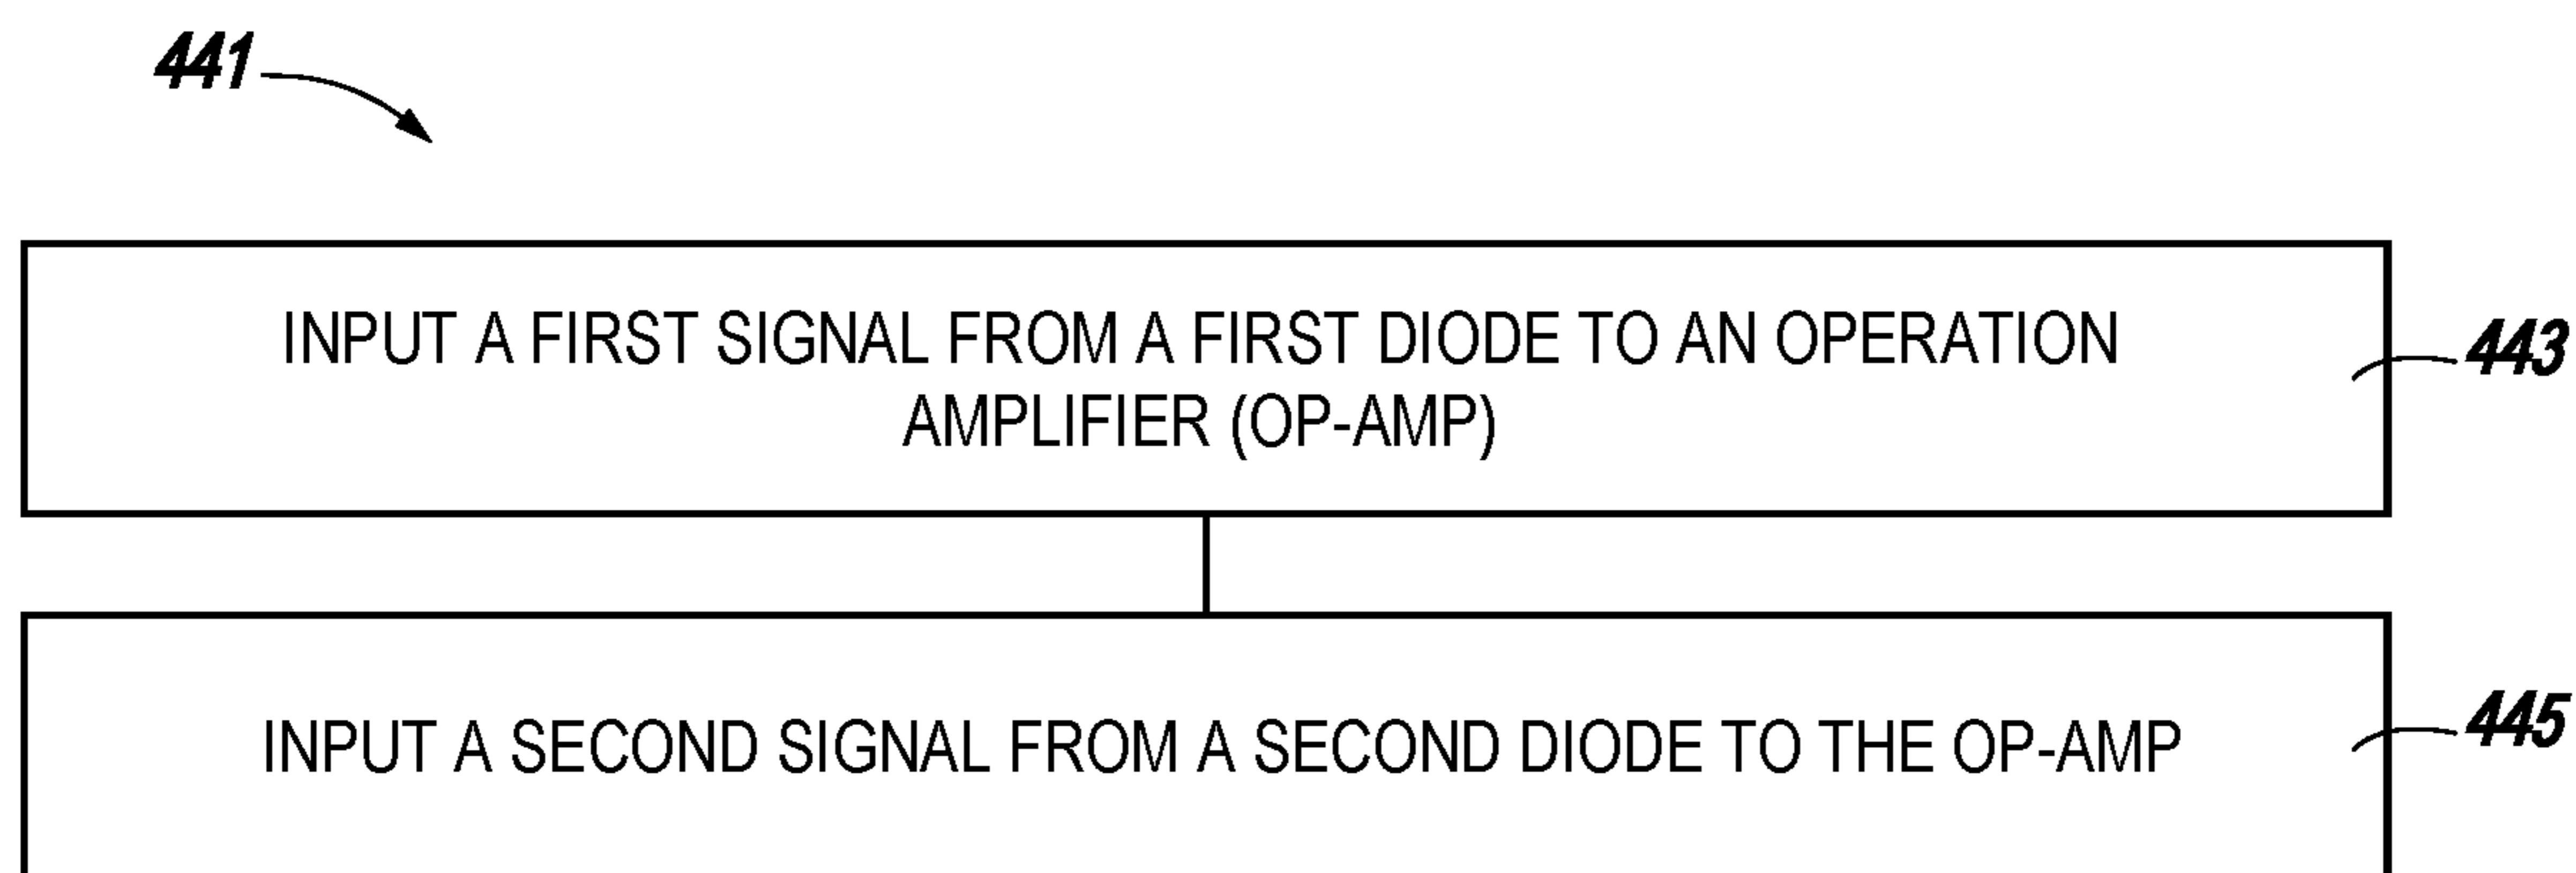 441
INPUT A FIRST SIGNAL FROM A FIRST DIODE TO AN OPERATION
AMPLIFIER (OP-AMP)
443
INPUT A SECOND SIGNAL FROM A SECOND DIODE TO THE OP-AMP
445